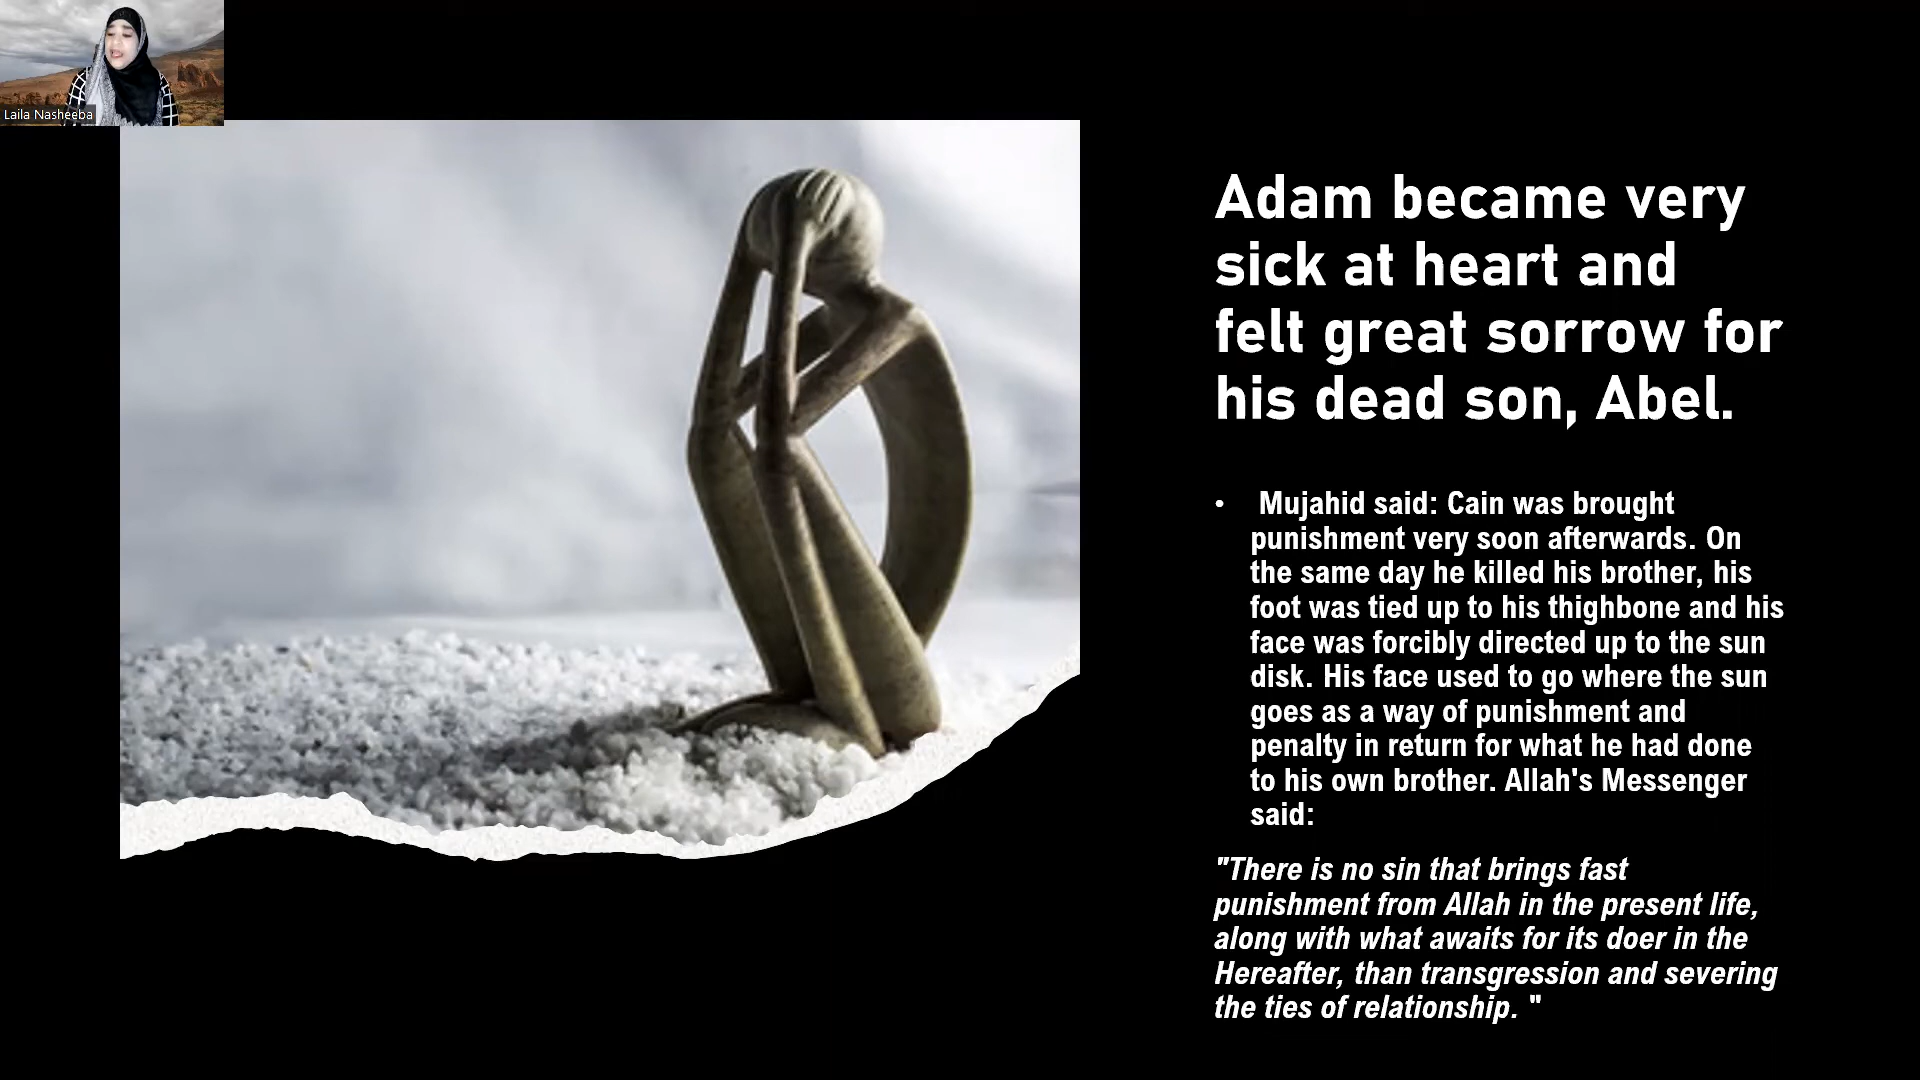 Laila Nasheeba
Adam became very
sick at heart and
felt great sorrow for
his dead son, Abel.
• Mujahid said: Cain was brought
punishment very soon afterwards. On
the same day he killed his brother, his
foot was tied up to his thighbone and his
face was forcibly directed up to the sun
disk. His face used to go where the sun
goes as a way of punishment and
penalty in return for what he had done
to his own brother. Allah's Messenger
said:
"There is no sin that brings fast
punishment from Allah in the present life,
along with what awaits for its doer in the
Hereafter, than transgression and severing
the ties of relationship. "